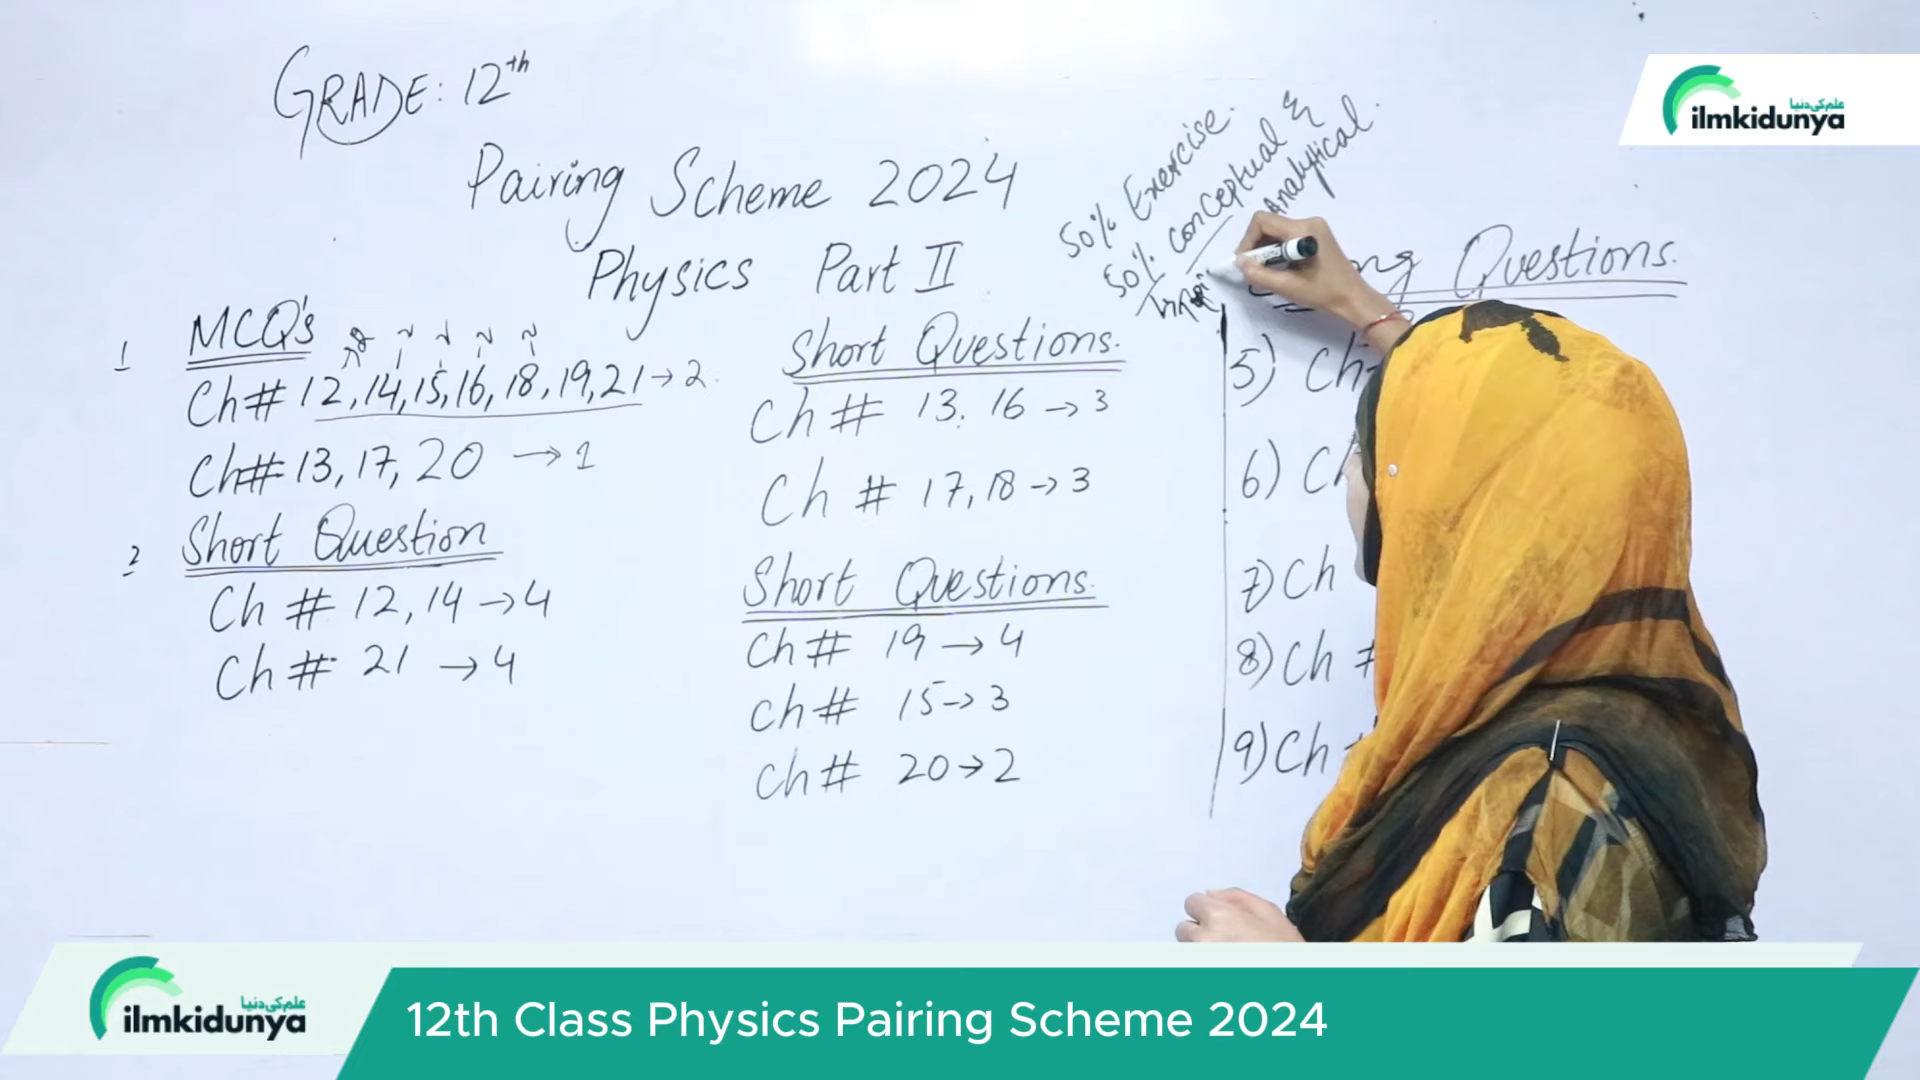 GRADE: 12th
Pairing Scheme 2024
Physics Part II
1 MCQ's
Ch# 12,14,15,16,18,19,21→2
Ch# 13,17,20 →1
2 Short Question
Ch # 12,14→4
Ch # 21 →4
Short Questions.
Ch # 13. 16 →3
Ch # 17,18→3
Short Questions.
Ch # 19→4
Ch# 15→3
Ch# 20→2
50% Exercise.
50% Conceptual &
Analytical.
Questions.
5) Ch
6) Ch
7) Ch
8) Ch #
9) Ch
علم کی دنیا
ilmkidunya
علم کی دنیا
ilmkidunya
12th Class Physics Pairing Scheme 2024